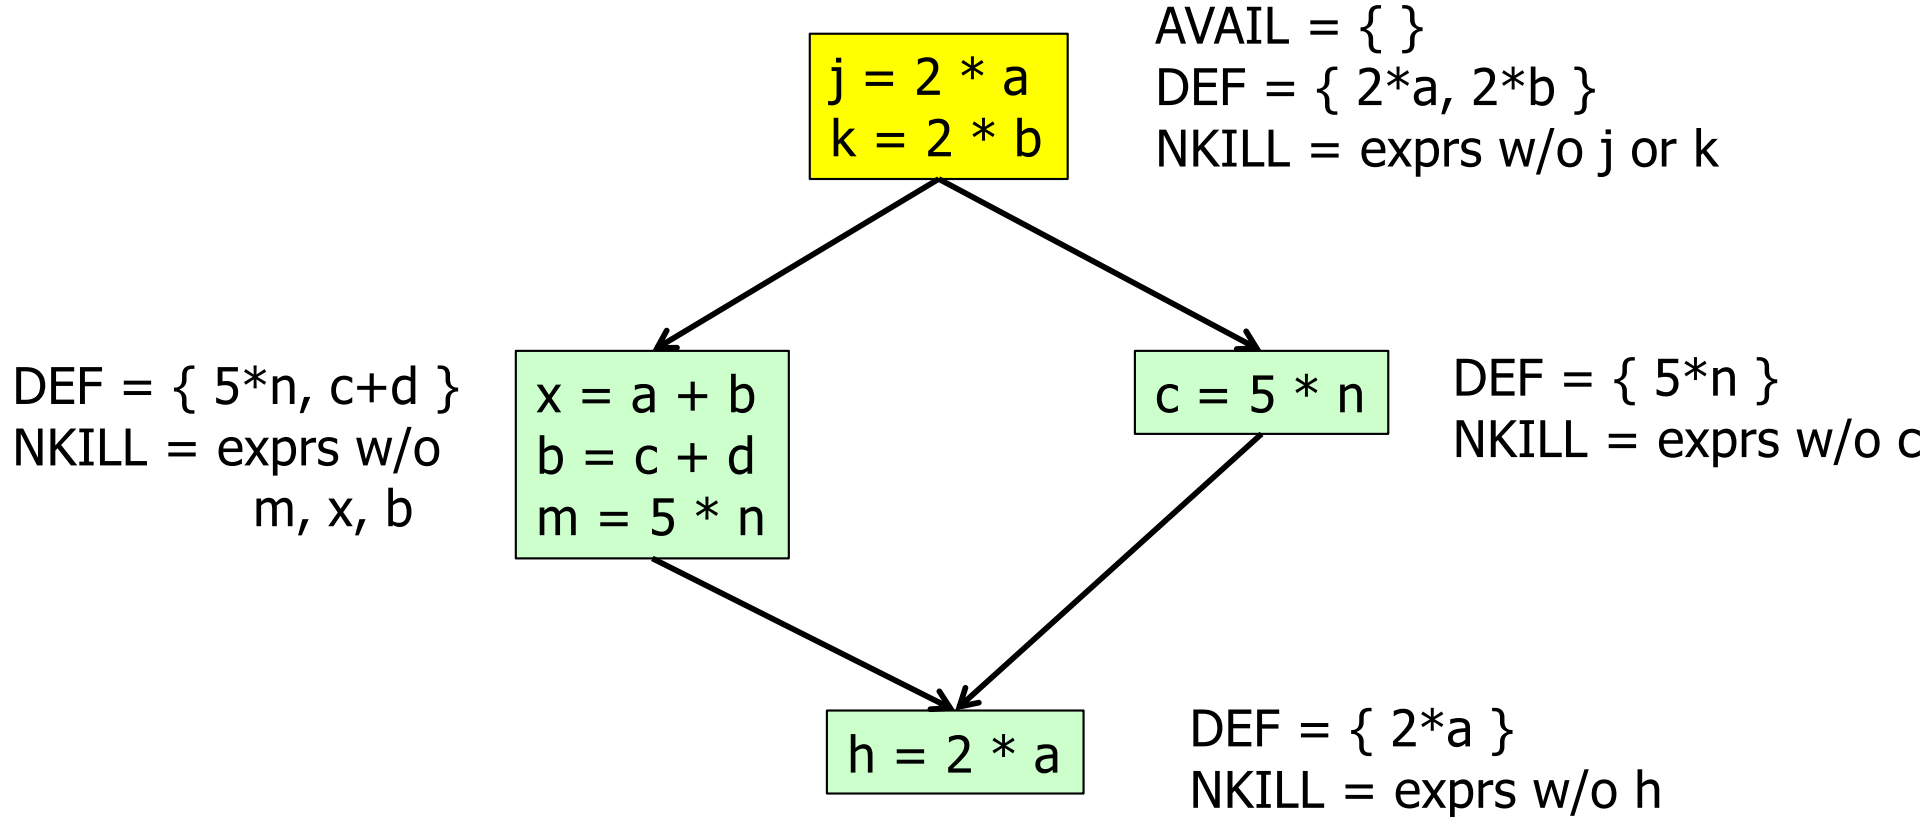 AVAIL = { }
DEF = { 2*a, 2*b }
NKILL = exprs w/o j or k
j = 2 * a
k = 2 * b
DEF = { 5*n, c+d }
NKILL = exprs w/o
m, x, b
x = a + b
b = c + d
m = 5 * n
c = 5 * n
DEF = { 5*n }
NKILL = exprs w/o c
h = 2 * a
DEF = { 2*a }
NKILL = exprs w/o h